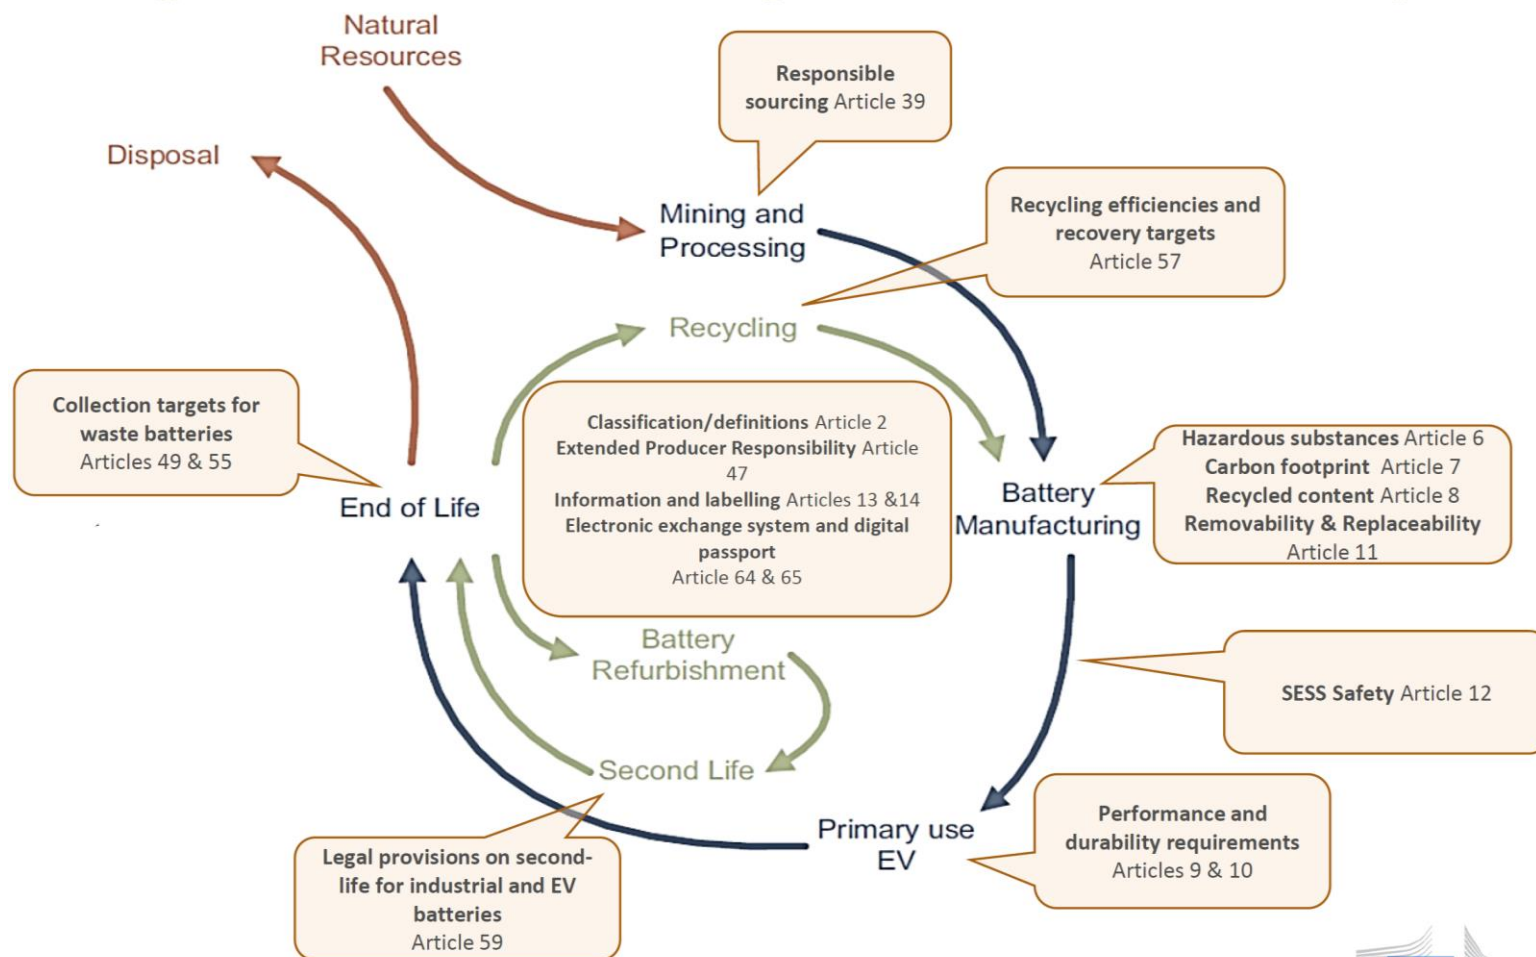 Natural
Resources
Responsible
sourcing Article 39
Disposal
Mining and
Processing
Recycling efficiencies and
recovery targets
Article 57
Recycling
Collection targets for
waste batteries
Articles 49 & 55
Classification/definitions Article 2
Extended Producer Responsibility Article
47
Information and labelling Articles 13 &14
Electronic exchange system and digital
passport
Article 64 & 65
Hazardous substances Article 6
Carbon footprint Article 7
Recycled content Article 8
Removability & Replaceability
Article 11
End of Life
Battery
Manufacturing
Battery
Refurbishment
SESS Safety Article 12
Second Life
Primary use
EV
Performance and
durability requirements
Articles 9 & 10
Legal provisions on second-
life for industrial and EV
batteries
Article 59